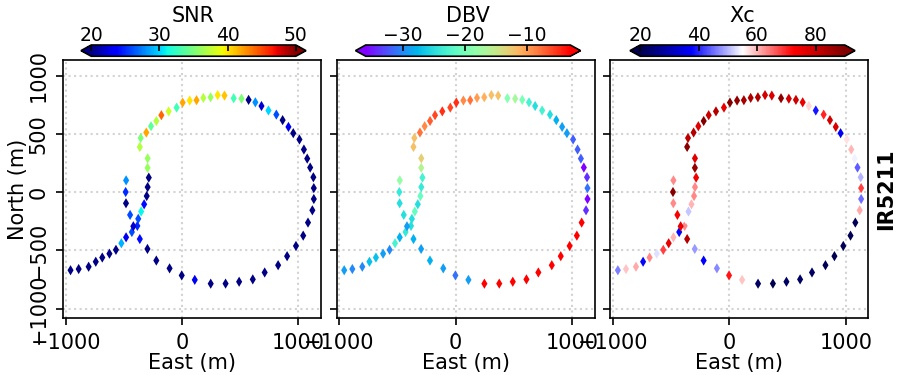 SNR DBV Xc
20 30 40 50 −30 −20 −10 20 40 60 80
1000
500
0
−500
−1000
North (m)
−1000 0 1000 −1000 0 1000 −1000 0 1000
East (m) East (m) East (m)
IR5211